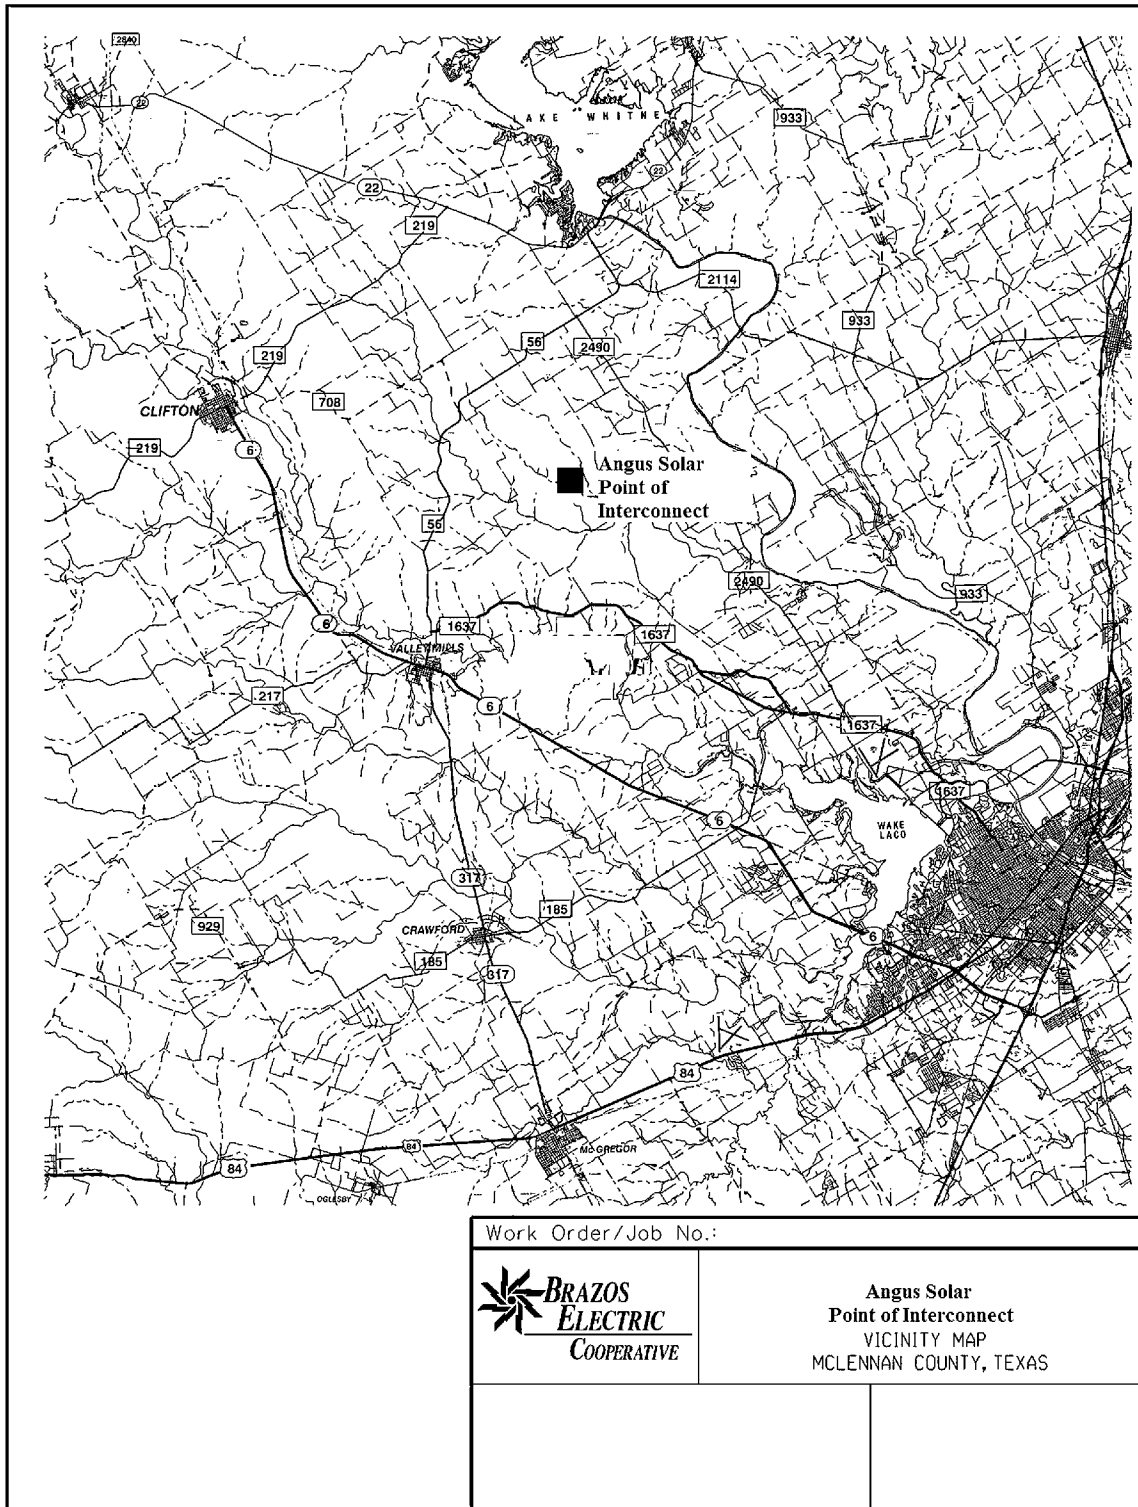 2840
22
LAKE WHITNE
933
22
22
219
2114
933
56
2490
219
708
CLIFTON
219
6
Angus Solar
Point of
Interconnect
56
2490
933
6
1637
1637
VALLEY MILLS
217
6
1637
1637
6
WAKE
LACO
317
185
929
CRAWFORD
6
185
317
84
84
MC GREGOR
84
OGLESBY
Work Order/Job No.:
BRAZOS
ELECTRIC
COOPERATIVE
Angus Solar
Point of Interconnect
VICINITY MAP
MCLENNAN COUNTY, TEXAS